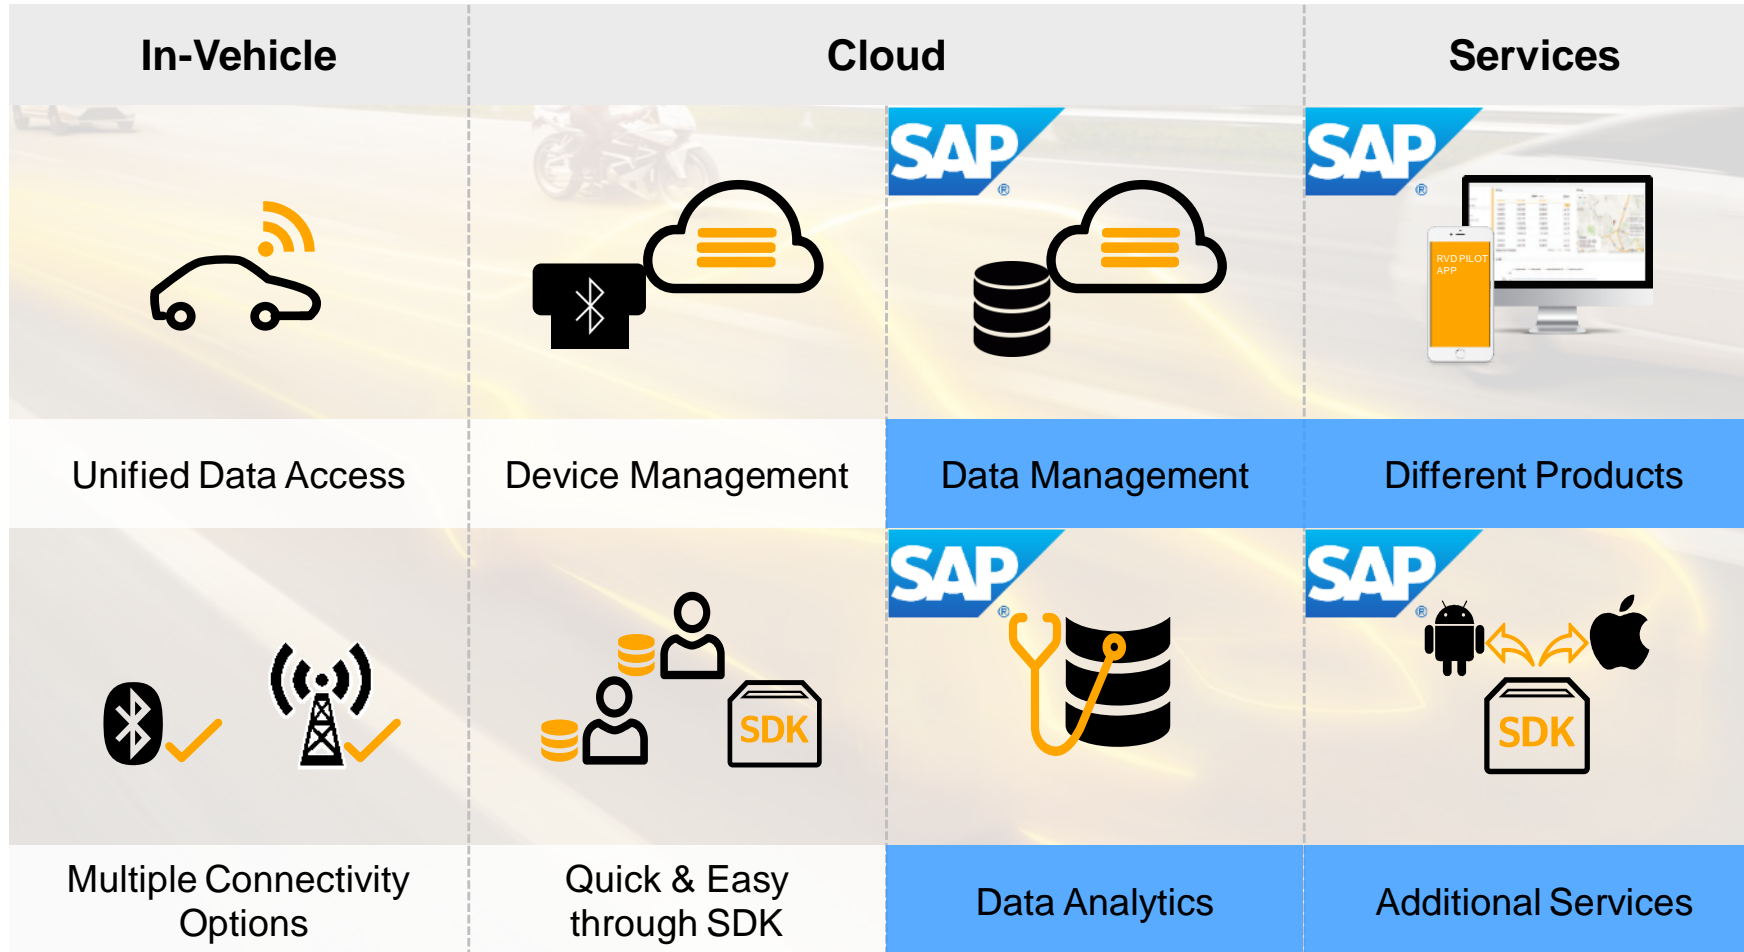 In-Vehicle
Cloud
Services
SAP
®
SAP
®
RVD PILOT
APP
Unified Data Access
Device Management
Data Management
Different Products
SAP
®
SAP
®
SDK
SDK
Multiple Connectivity
Options
Quick & Easy
through SDK
Data Analytics
Additional Services